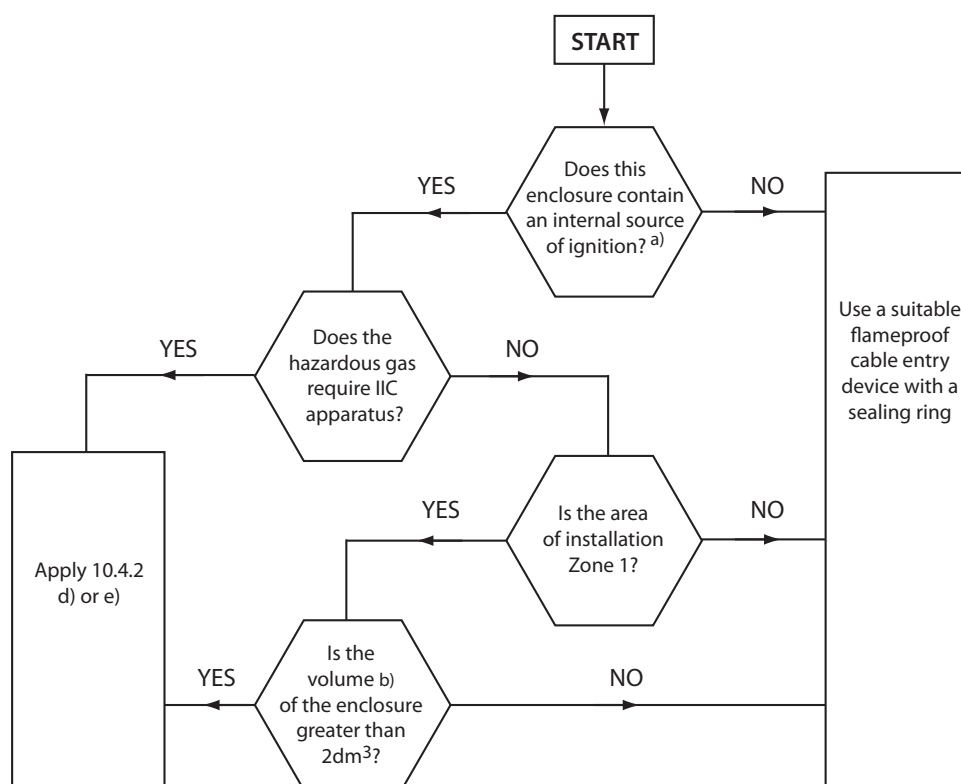 START
Does this
enclosure contain
an internal source
of ignition? a)
YES
NO
Does the
hazardous gas
require IIC
apparatus?
YES
NO
Use a suitable
flameproof
cable entry
device with a
sealing ring
Is the area
of installation
Zone 1?
YES
NO
Apply 10.4.2
d) or e)
Is the
volume b)
of the enclosure
greater than
2dm³?
YES
NO